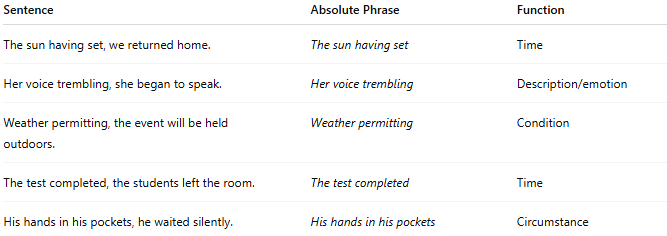 Sentence Absolute Phrase Function
The sun having set, we returned home. The sun having set Time
Her voice trembling, she began to speak. Her voice trembling Description/emotion
Weather permitting, the event will be held Weather permitting Condition
outdoors.
The test completed, the students left the room. The test completed Time
His hands in his pockets, he waited silently. His hands in his pockets Circumstance